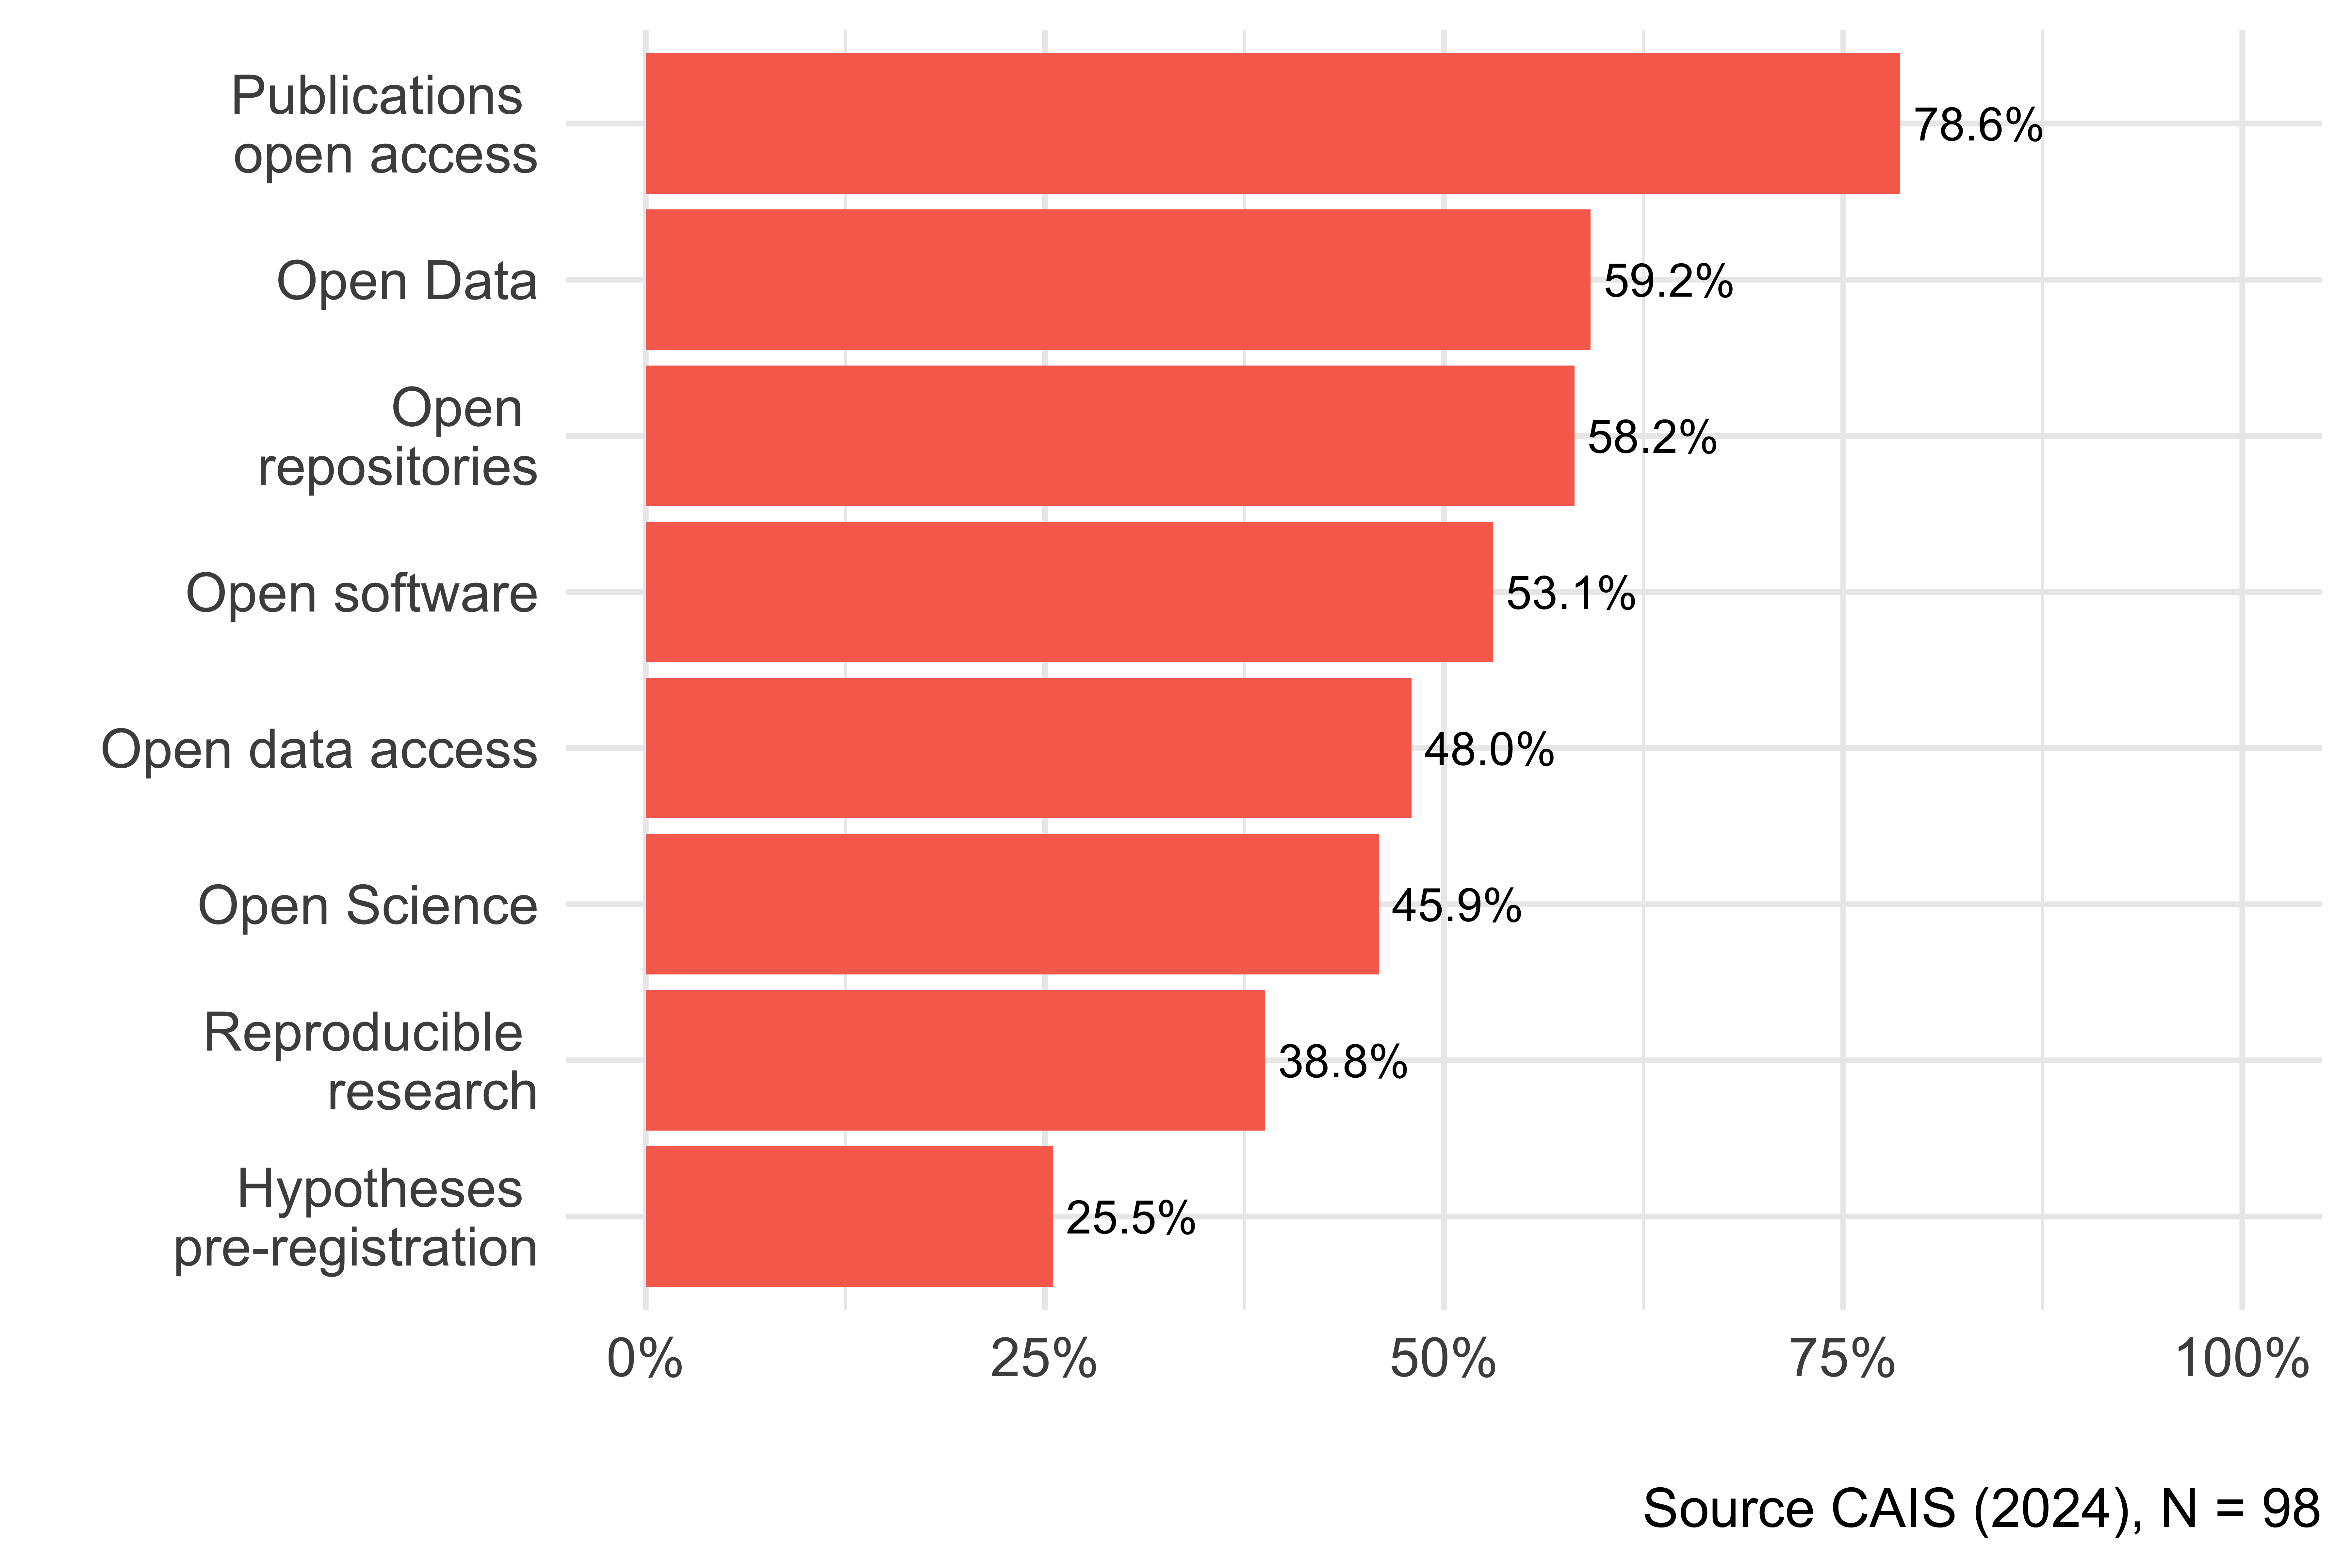 Publications
open access
78.6%
Open Data
59.2%
Open
repositories
58.2%
Open software
53.1%
Open data access
48.0%
Open Science
45.9%
Reproducible
research
38.8%
Hypotheses
pre-registration
25.5%
0%
25%
50%
75%
100%
Source CAIS (2024), N = 98